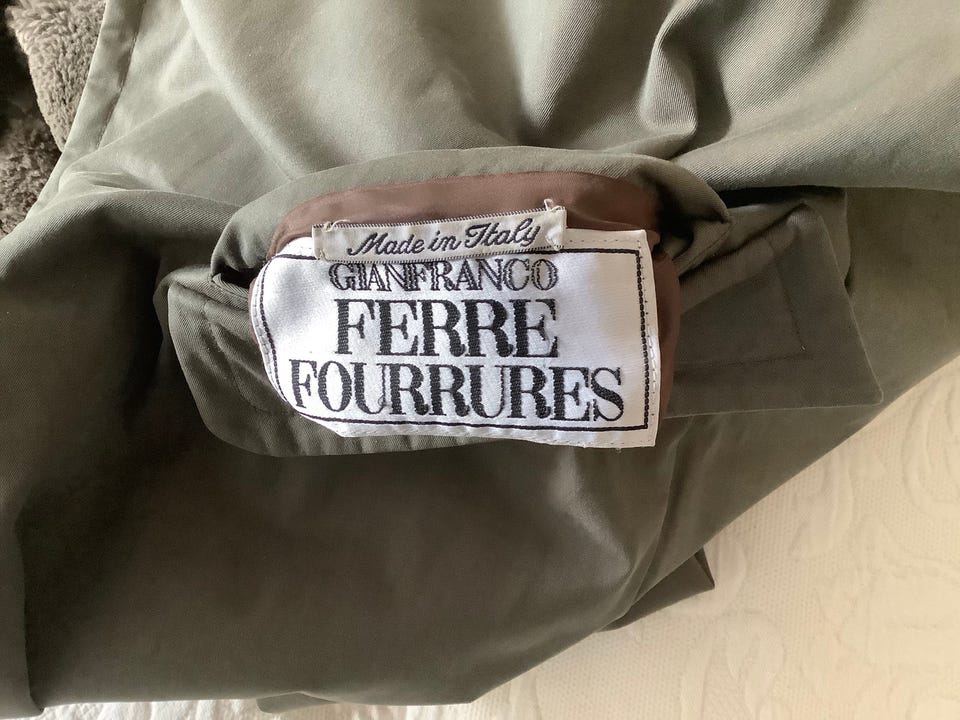 Made in Italy
GIANFRANCO
FERRE
FOURRURES